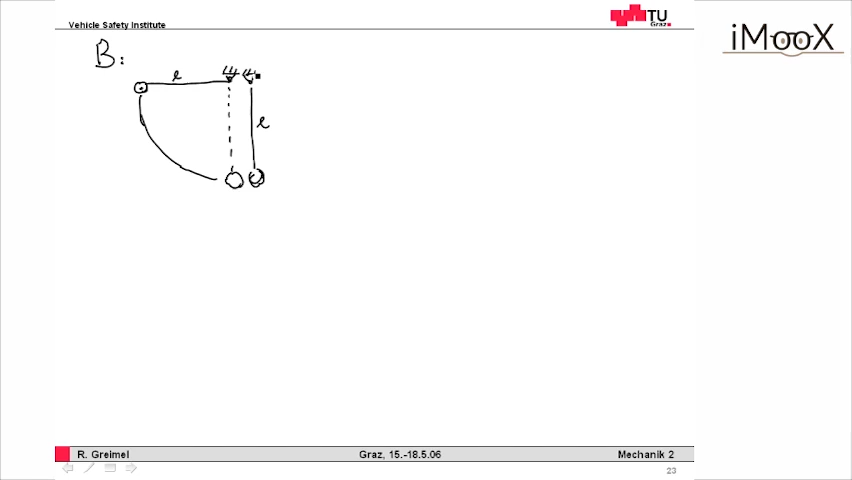 Vehicle Safety Institute
TU
Graz
iMooX
B:
l
l
R. Greimel
Graz, 15.-18.5.06
Mechanik 2
23